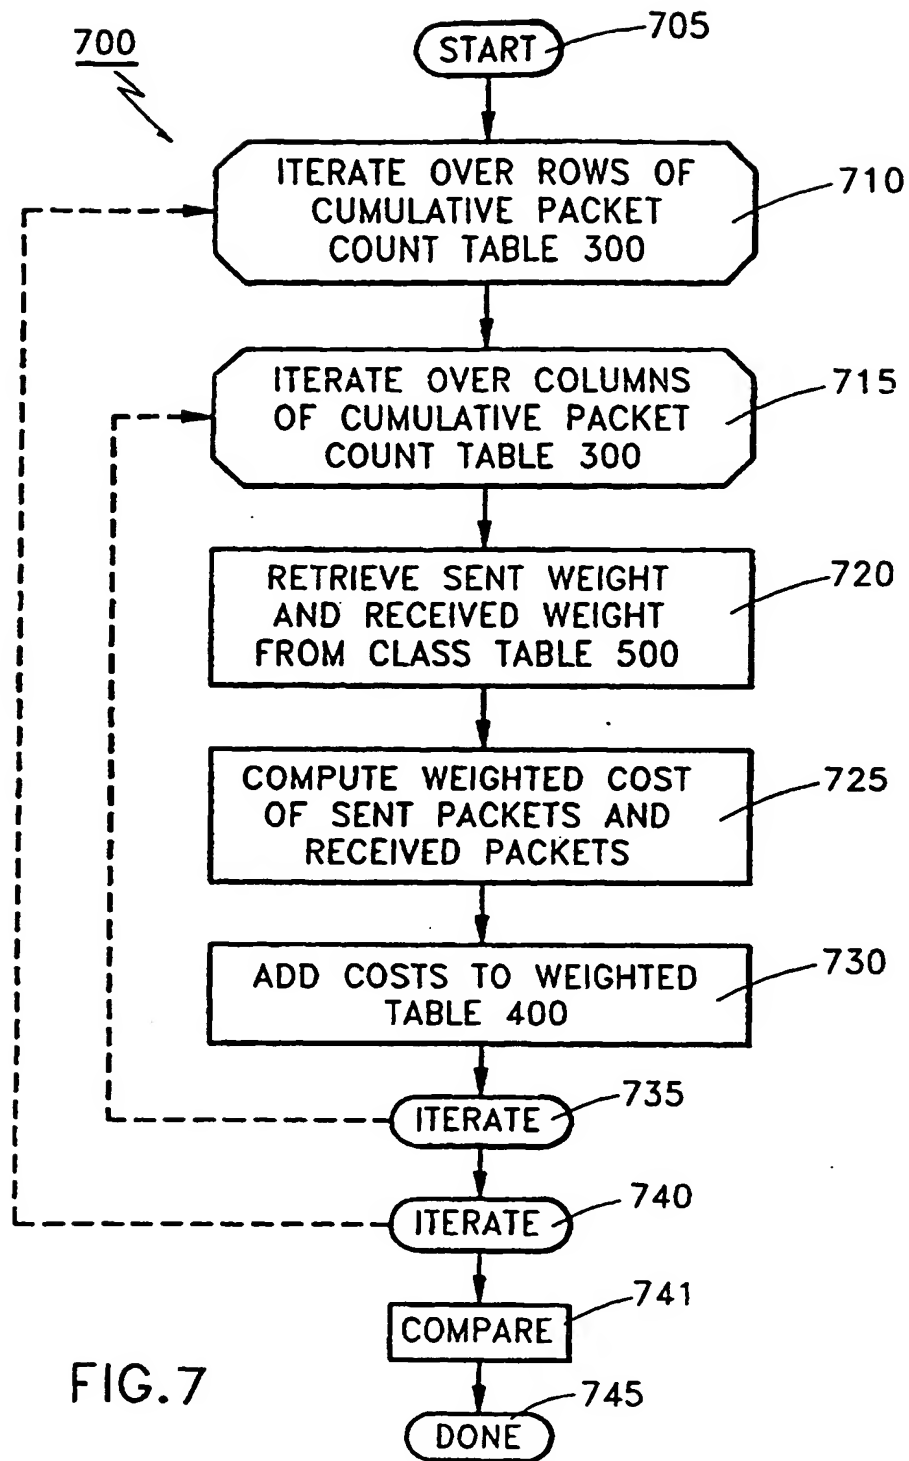 700
START
705
ITERATE OVER ROWS OF
CUMULATIVE PACKET
COUNT TABLE 300
710
ITERATE OVER COLUMNS
OF CUMULATIVE PACKET
COUNT TABLE 300
715
RETRIEVE SENT WEIGHT
AND RECEIVED WEIGHT
FROM CLASS TABLE 500
720
COMPUTE WEIGHTED COST
OF SENT PACKETS AND
RECEIVED PACKETS
725
ADD COSTS TO WEIGHTED
TABLE 400
730
ITERATE
735
ITERATE
740
COMPARE
741
DONE
745
FIG.7